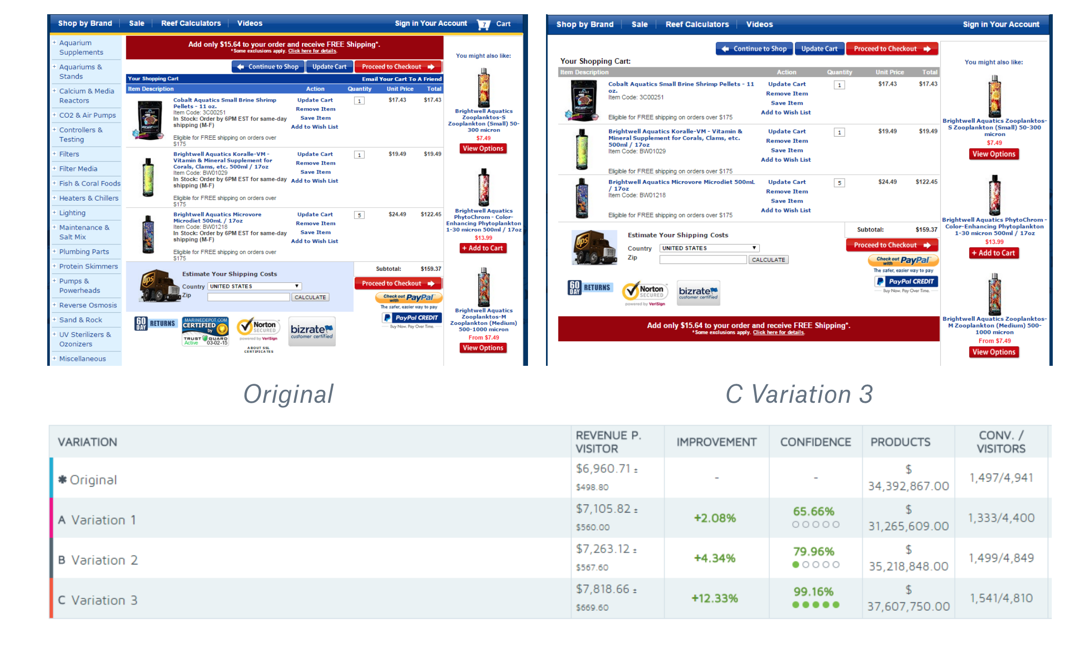 Shop by Brand Sale Reef Calculators Videos Sign in Your Account 7 Cart
Aquarium Supplements
Aquariums & Stands
Calcium & Media Reactors
CO2 & Air Pumps
Controllers & Testing
Filters
Filter Media
Fish & Coral Foods
Heaters & Chillers
Lighting
Maintenance & Salt Mix
Plumbing Parts
Protein Skimmers
Pumps & Powerheads
Reverse Osmosis
Sand & Rock
UV Sterilizers & Ozonizers
Miscellaneous
Add only $15.64 to your order and receive FREE Shipping*.
*Some exclusions apply. Click here for details.
Continue to Shop Update Cart Proceed to Checkout
Your Shopping Cart Email Your Cart To A Friend
Item Description Action Quantity Unit Price Total
Cobalt Aquatics Small Brine Shrimp Pellets - 11 oz.
Item Code: 3C00251
In Stock: Order by 6PM EST for same-day shipping (M-F)
Eligible for FREE shipping on orders over $175
Update Cart
Remove Item
Save Item
Add to Wish List
1 $17.43 $17.43
Brightwell Aquatics Koralle-VM - Vitamin & Mineral Supplement for Corals, Clams, etc. 500ml / 17oz
Item Code: BW01029
In Stock: Order by 6PM EST for same-day shipping (M-F)
Eligible for FREE shipping on orders over $175
Update Cart
Remove Item
Save Item
Add to Wish List
1 $19.49 $19.49
Brightwell Aquatics Microvore Microdiet 500mL / 17oz
Item Code: BW01218
In Stock: Order by 6PM EST for same-day shipping (M-F)
Eligible for FREE shipping on orders over $175
Update Cart
Remove Item
Save Item
Add to Wish List
5 $24.49 $122.45
Estimate Your Shipping Costs
Country UNITED STATES
Zip CALCULATE
Subtotal: $159.37
Proceed to Checkout
Check out with PayPal
The safer, easier way to pay
PayPal CREDIT
Buy Now. Pay Over Time.
60 DAY RETURNS
MARINEDEPOT.COM
CERTIFIED
TRUST GUARD
Active 03-02-15
Norton
SECURED
powered by VeriSign
ABOUT SSL CERTIFICATES
bizrate
customer certified
You might also like:
Brightwell Aquatics Zooplanktos-S Zooplankton (Small) 50-300 micron
$7.49
View Options
Brightwell Aquatics PhytoChrom - Color-Enhancing Phytoplankton 1-30 micron 500ml / 17oz
$13.99
+ Add to Cart
Brightwell Aquatics Zooplanktos-M Zooplankton (Medium) 500-1000 micron
From $7.49
View Options
Shop by Brand Sale Reef Calculators Videos Sign in Your Account
Continue to Shop Update Cart Proceed to Checkout
Your Shopping Cart:
Item Description Action Quantity Unit Price Total
Cobalt Aquatics Small Brine Shrimp Pellets - 11 oz.
Item Code: 3C00251
Eligible for FREE shipping on orders over $175
Update Cart
Remove Item
Save Item
Add to Wish List
1 $17.43 $17.43
Brightwell Aquatics Koralle-VM - Vitamin & Mineral Supplement for Corals, Clams, etc. 500ml / 17oz
Item Code: BW01029
Eligible for FREE shipping on orders over $175
Update Cart
Remove Item
Save Item
Add to Wish List
1 $19.49 $19.49
Brightwell Aquatics Microvore Microdiet 500mL / 17oz
Item Code: BW01218
Eligible for FREE shipping on orders over $175
Update Cart
Remove Item
Save Item
Add to Wish List
5 $24.49 $122.45
Estimate Your Shipping Costs
Country UNITED STATES
Zip CALCULATE
Subtotal: $159.37
Proceed to Checkout
Check out with PayPal
The safer, easier way to pay
PayPal CREDIT
Buy Now. Pay Over Time.
60 DAY RETURNS
Norton
SECURED
powered by VeriSign
bizrate
customer certified
Add only $15.64 to your order and receive FREE Shipping*.
*Some exclusions apply. Click here for details.
You might also like:
Brightwell Aquatics Zooplanktos-S Zooplankton (Small) 50-300 micron
$7.49
View Options
Brightwell Aquatics PhytoChrom - Color-Enhancing Phytoplankton 1-30 micron 500ml / 17oz
$13.99
+ Add to Cart
Brightwell Aquatics Zooplanktos-M Zooplankton (Medium) 500-1000 micron
From $7.49
View Options
Original C Variation 3
VARIATION REVENUE P. VISITOR IMPROVEMENT CONFIDENCE PRODUCTS CONV. / VISITORS
Original $6,960.71 ± $498.80 - - $ 34,392,867.00 1,497/4,941
A Variation 1 $7,105.82 ± $560.00 +2.08% 65.66% $ 31,265,609.00 1,333/4,400
B Variation 2 $7,263.12 ± $567.60 +4.34% 79.96% $ 35,218,848.00 1,499/4,849
C Variation 3 $7,818.66 ± $669.60 +12.33% 99.16% $ 37,607,750.00 1,541/4,810